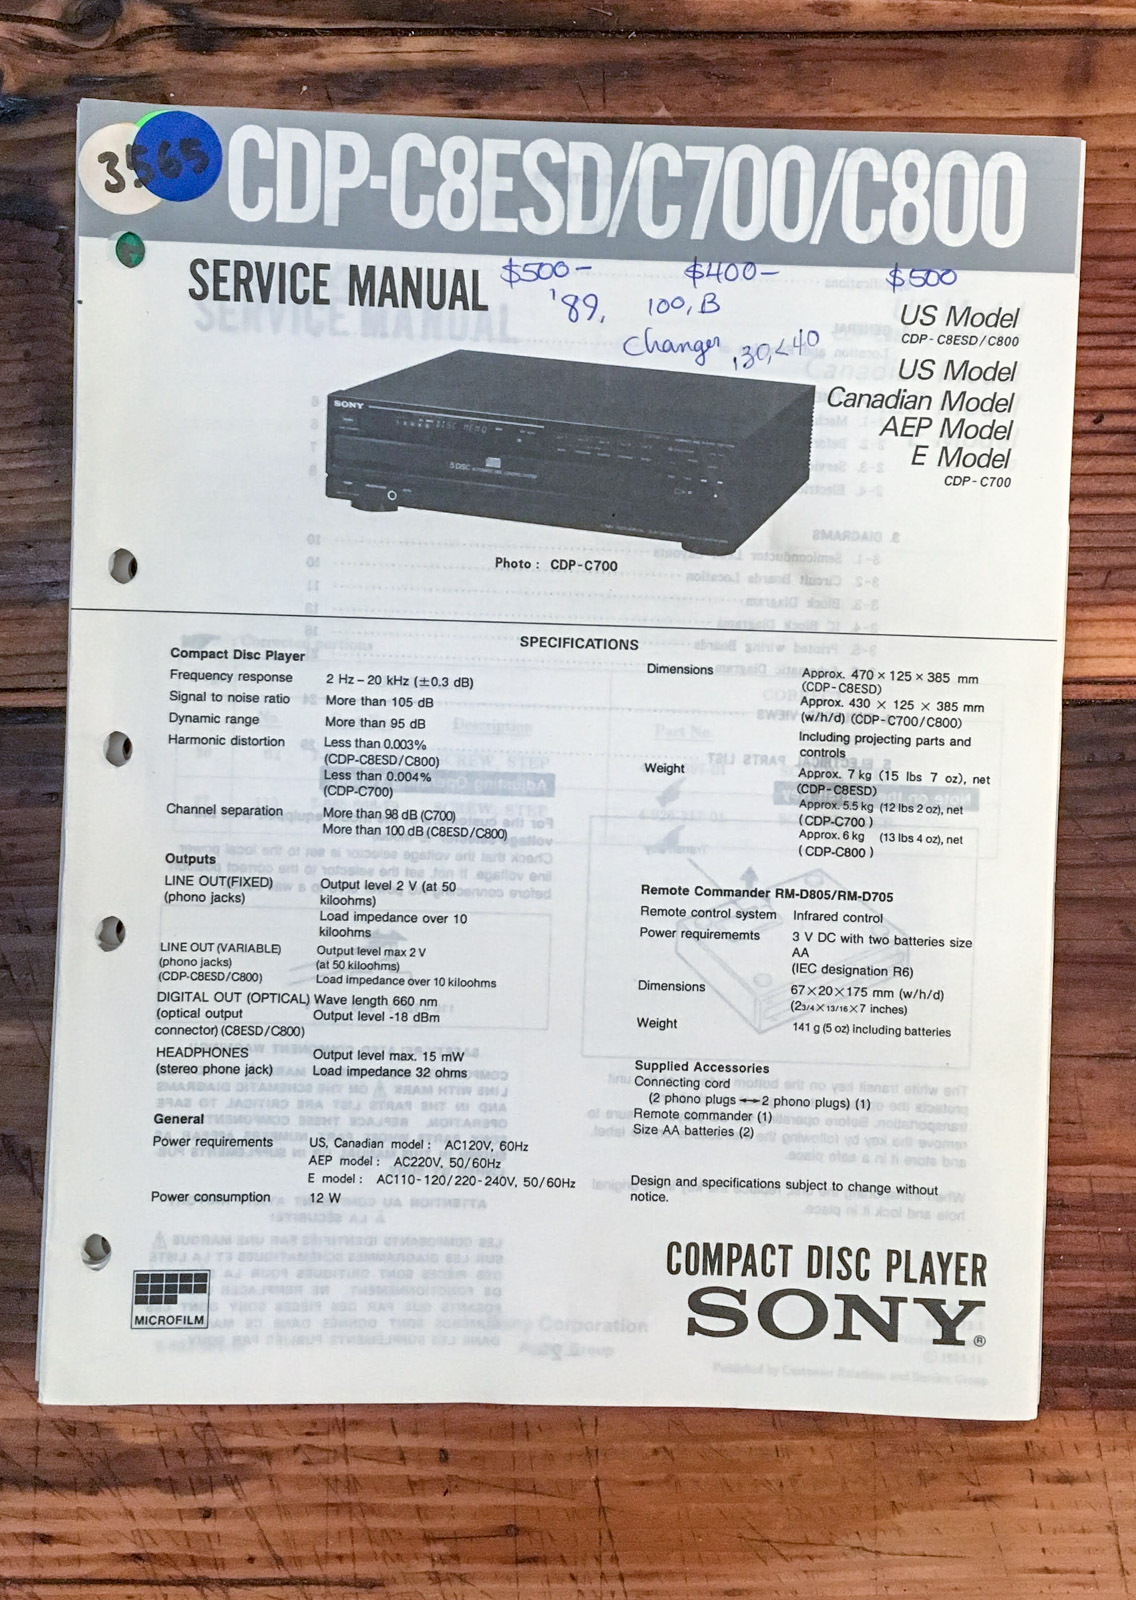 3565
CDP-C8ESD/C700/C800
SERVICE MANUAL
$500- $400- $500
'89, 100, B
Changer ,30,<40
US Model
CDP-C8ESD/C800
US Model
Canadian Model
AEP Model
E Model
CDP-C700
SONY
DISC MEMO
5 DISC
Photo : CDP-C700
SPECIFICATIONS
Compact Disc Player
Frequency response 2 Hz – 20 kHz (±0.3 dB)
Signal to noise ratio More than 105 dB
Dynamic range More than 95 dB
Harmonic distortion Less than 0.003%
(CDP-C8ESD/C800)
Less than 0.004%
(CDP-C700)
Channel separation More than 98 dB (C700)
More than 100 dB (C8ESD/C800)
Outputs
LINE OUT(FIXED) Output level 2 V (at 50
(phono jacks) kiloohms)
Load impedance over 10
kiloohms
LINE OUT (VARIABLE) Output level max 2 V
(phono jacks) (at 50 kiloohms)
(CDP-C8ESD/C800) Load impedance over 10 kiloohms
DIGITAL OUT (OPTICAL) Wave length 660 nm
(optical output Output level -18 dBm
connector) (C8ESD/C800)
HEADPHONES Output level max. 15 mW
(stereo phone jack) Load impedance 32 ohms
General
Power requirements US, Canadian model : AC120V, 60Hz
AEP model : AC220V, 50/60Hz
E model : AC110-120/220-240V, 50/60Hz
Power consumption 12 W
Dimensions Approx. 470 × 125 × 385 mm
(CDP-C8ESD)
Approx. 430 × 125 × 385 mm
(w/h/d) (CDP-C700/C800)
Including projecting parts and
controls
Weight Approx. 7 kg (15 lbs 7 oz), net
(CDP-C8ESD)
Approx. 5.5 kg (12 lbs 2 oz), net
(CDP-C700 )
Approx. 6 kg (13 lbs 4 oz), net
( CDP-C800 )
Remote Commander RM-D805/RM-D705
Remote control system Infrared control
Power requirememts 3 V DC with two batteries size
AA
(IEC designation R6)
Dimensions 67×20×175 mm (w/h/d)
(23/4×13/16×7 inches)
Weight 141 g (5 oz) including batteries
Supplied Accessories
Connecting cord
(2 phono plugs ↔ 2 phono plugs) (1)
Remote commander (1)
Size AA batteries (2)
Design and specifications subject to change without
notice.
MICROFILM
COMPACT DISC PLAYER
SONY®